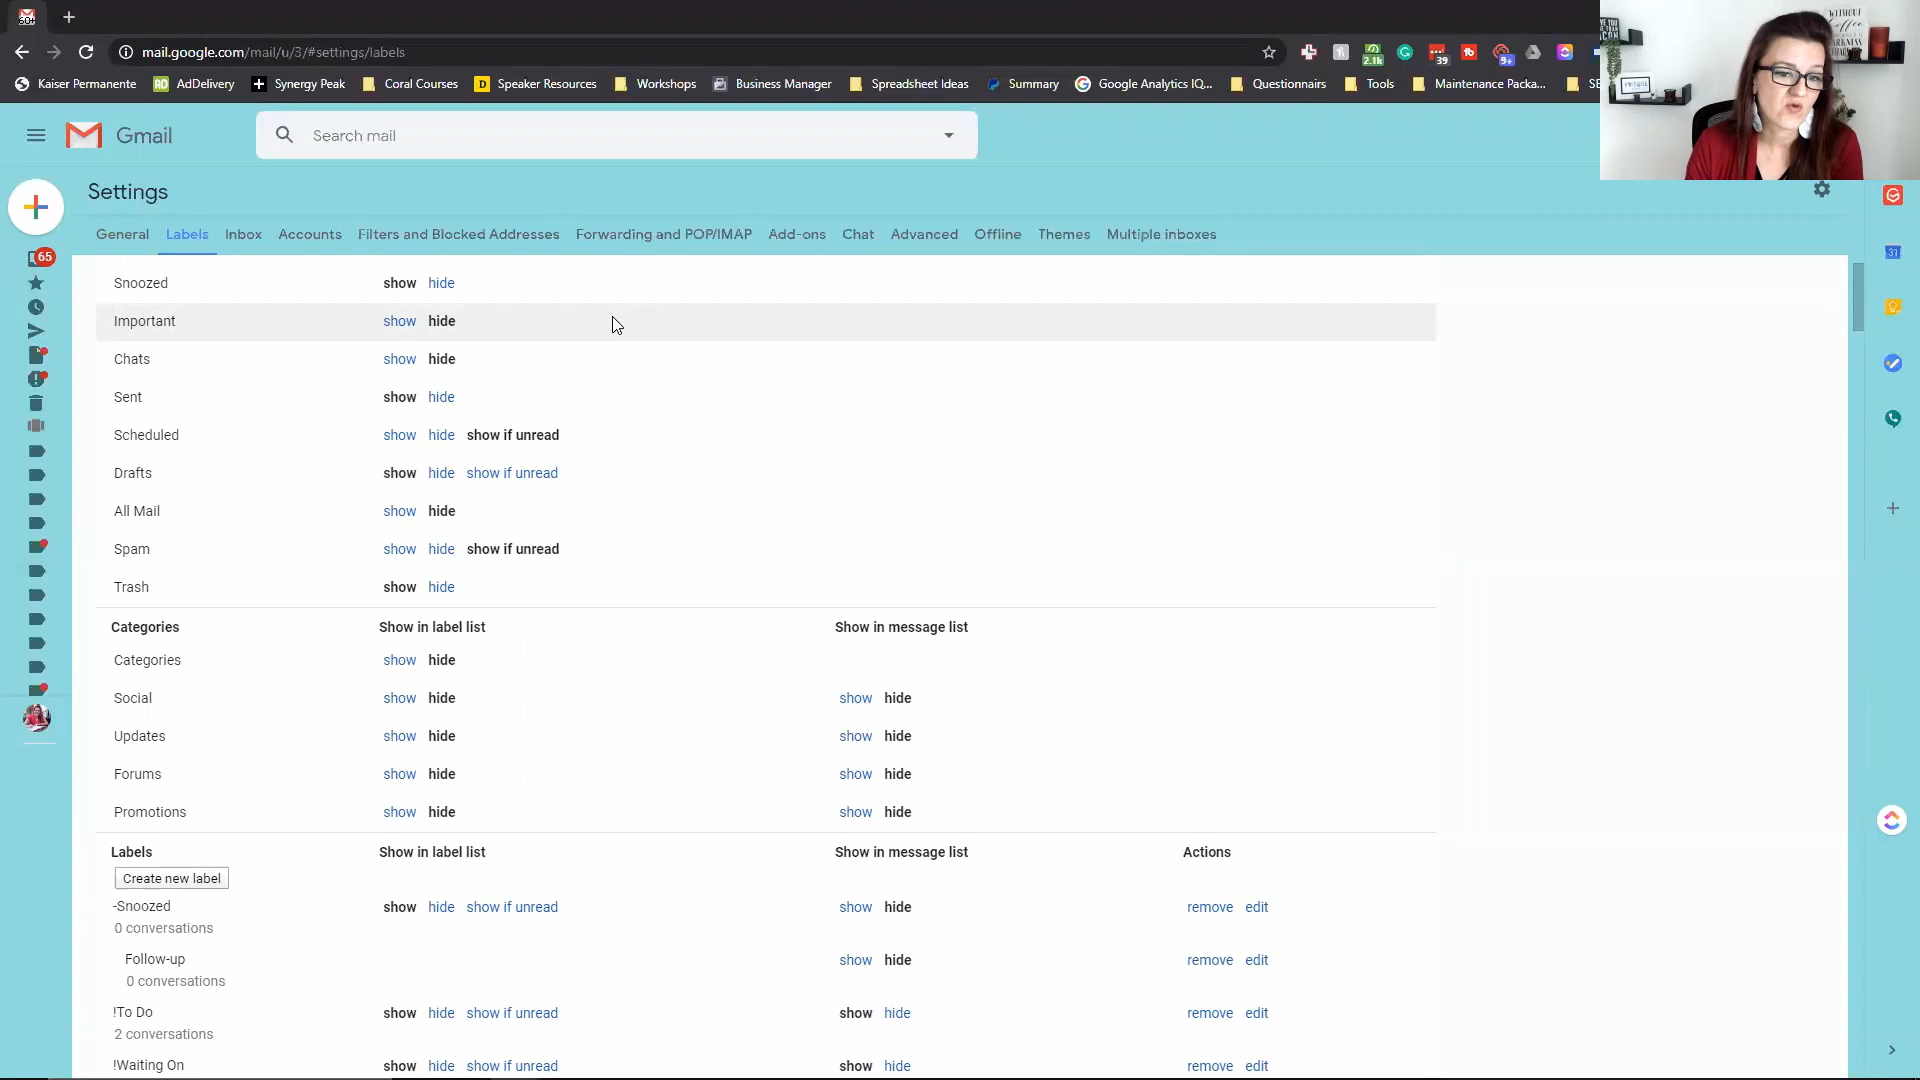 mail.google.com/mail/u/3/#settings/labels
2.1k 39 9+
Kaiser Permanente AdDelivery Synergy Peak Coral Courses Speaker Resources Workshops Business Manager Spreadsheet Ideas Summary Google Analytics IQ... Questionnairs Tools Maintenance Packa... SE
Gmail Search mail
Settings
General Labels Inbox Accounts Filters and Blocked Addresses Forwarding and POP/IMAP Add-ons Chat Advanced Offline Themes Multiple inboxes
65
31
Snoozed show hide
Important show hide
Chats show hide
Sent show hide
Scheduled show hide show if unread
Drafts show hide show if unread
All Mail show hide
Spam show hide show if unread
Trash show hide
Categories Show in label list Show in message list
Categories show hide
Social show hide show hide
Updates show hide show hide
Forums show hide show hide
Promotions show hide show hide
Labels Show in label list Show in message list Actions
Create new label
-Snoozed show hide show if unread show hide remove edit
0 conversations
Follow-up show hide remove edit
0 conversations
!To Do show hide show if unread show hide remove edit
2 conversations
!Waiting On show hide show if unread show hide remove edit